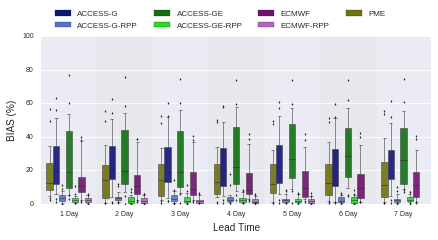 ACCESS-G ACCESS-GE ECMWF PME
ACCESS-G-RPP ACCESS-GE-RPP ECMWF-RPP
100
80
60
40
20
0
BIAS (%)
1 Day 2 Day 3 Day 4 Day 5 Day 6 Day 7 Day
Lead Time